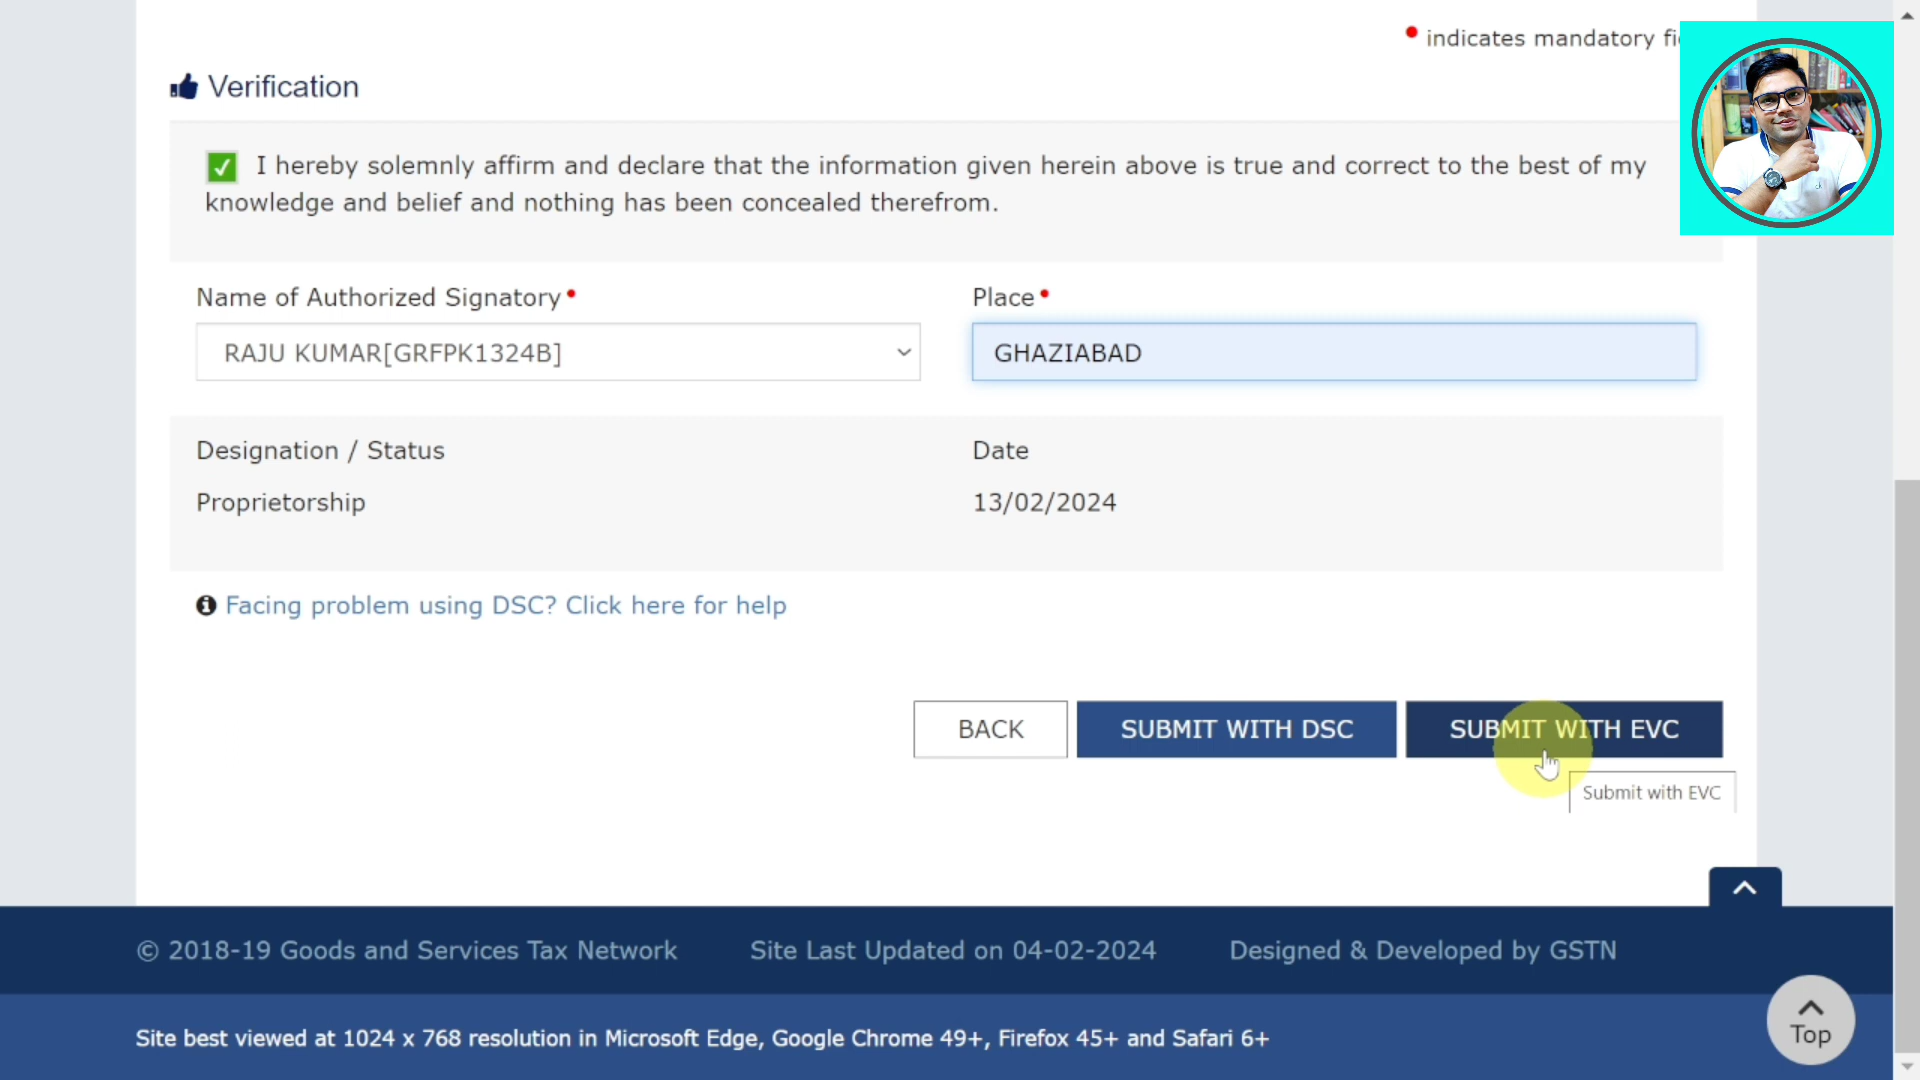 • indicates mandatory
Verification
I hereby solemnly affirm and declare that the information given herein above is true and correct to the best of my
knowledge and belief and nothing has been concealed therefrom.
Name of Authorized Signatory•
Place•
RAJU KUMAR[GRFPK1324B]
GHAZIABAD
Designation / Status
Date
Proprietorship
13/02/2024
Facing problem using DSC? Click here for help
BACK
SUBMIT WITH DSC
SUBMIT WITH EVC
Submit with EVC
© 2018-19 Goods and Services Tax Network
Site Last Updated on 04-02-2024
Designed & Developed by GSTN
Top
Site best viewed at 1024 x 768 resolution in Microsoft Edge, Google Chrome 49+, Firefox 45+ and Safari 6+